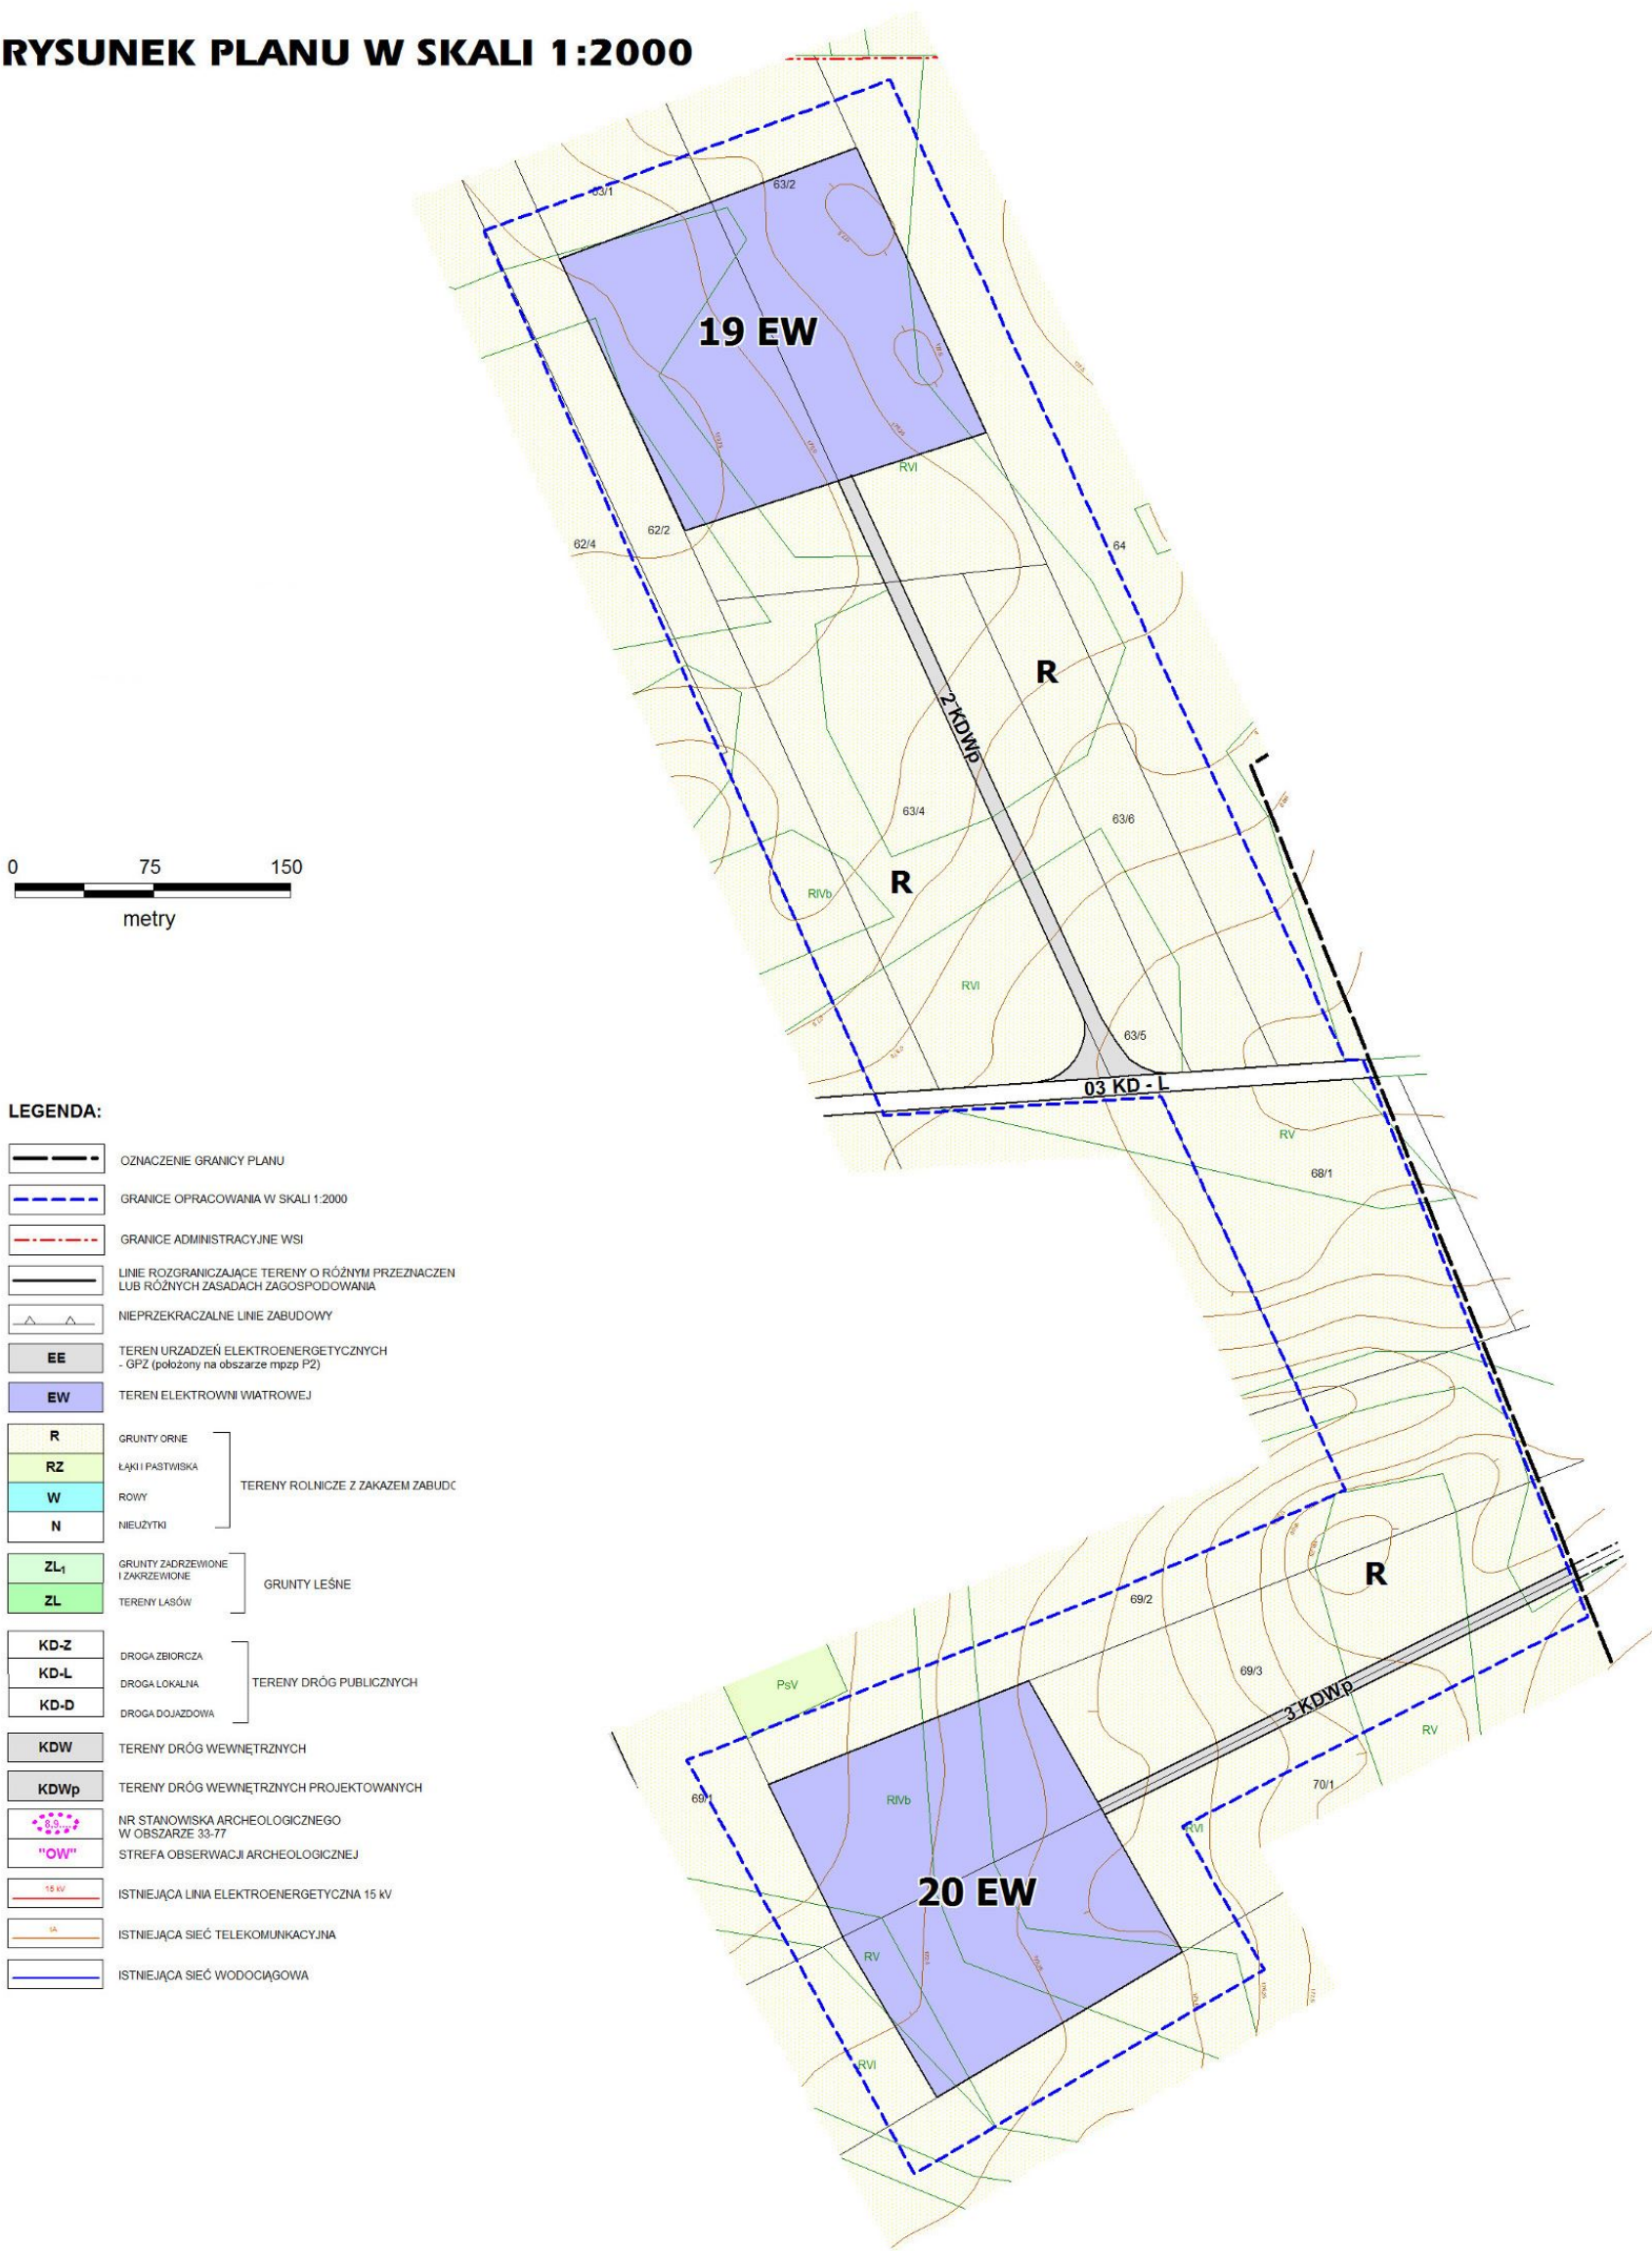 RYSUNEK PLANU W SKALI 1:2000
63/1
63/2
19 EW
RVI
62/2
62/4
64
R
2 KDWp
63/4
63/6
0 75 150
metry
R
RIVb
RVI
63/5
03 KD - L
RV
68/1
LEGENDA:
OZNACZENIE GRANICY PLANU
GRANICE OPRACOWANIA W SKALI 1:2000
GRANICE ADMINISTRACYJNE WSI
LINIE ROZGRANICZAJĄCE TERENY O RÓŻNYM PRZEZNACZEN
LUB RÓŻNYCH ZASADACH ZAGOSPODOWANIA
NIEPRZEKRACZALNE LINIE ZABUDOWY
EE TEREN URZADZEŃ ELEKTROENERGETYCZNYCH
- GPZ (położony na obszarze mpzp P2)
EW TEREN ELEKTROWNI WIATROWEJ
R GRUNTY ORNE
RZ ŁĄKI I PASTWISKA
TERENY ROLNICZE Z ZAKAZEM ZABUDC
W ROWY
N NIEUŻYTKI
ZL1 GRUNTY ZADRZEWIONE
I ZAKRZEWIONE
GRUNTY LEŚNE
ZL TERENY LASÓW
KD-Z DROGA ZBIORCZA
KD-L DROGA LOKALNA
TERENY DRÓG PUBLICZNYCH
KD-D DROGA DOJAZDOWA
KDW TERENY DRÓG WEWNĘTRZNYCH
KDWp TERENY DRÓG WEWNĘTRZNYCH PROJEKTOWANYCH
8,9.... NR STANOWISKA ARCHEOLOGICZNEGO
W OBSZARZE 33-77
"OW" STREFA OBSERWACJI ARCHEOLOGICZNEJ
15 kV ISTNIEJĄCA LINIA ELEKTROENERGETYCZNA 15 kV
tA ISTNIEJĄCA SIEĆ TELEKOMUNKACYJNA
ISTNIEJĄCA SIEĆ WODOCIĄGOWA
R
69/2
69/3
PsV
3 KDWp
RV
70/1
69/1
RIVb
RVI
20 EW
RV
RVI